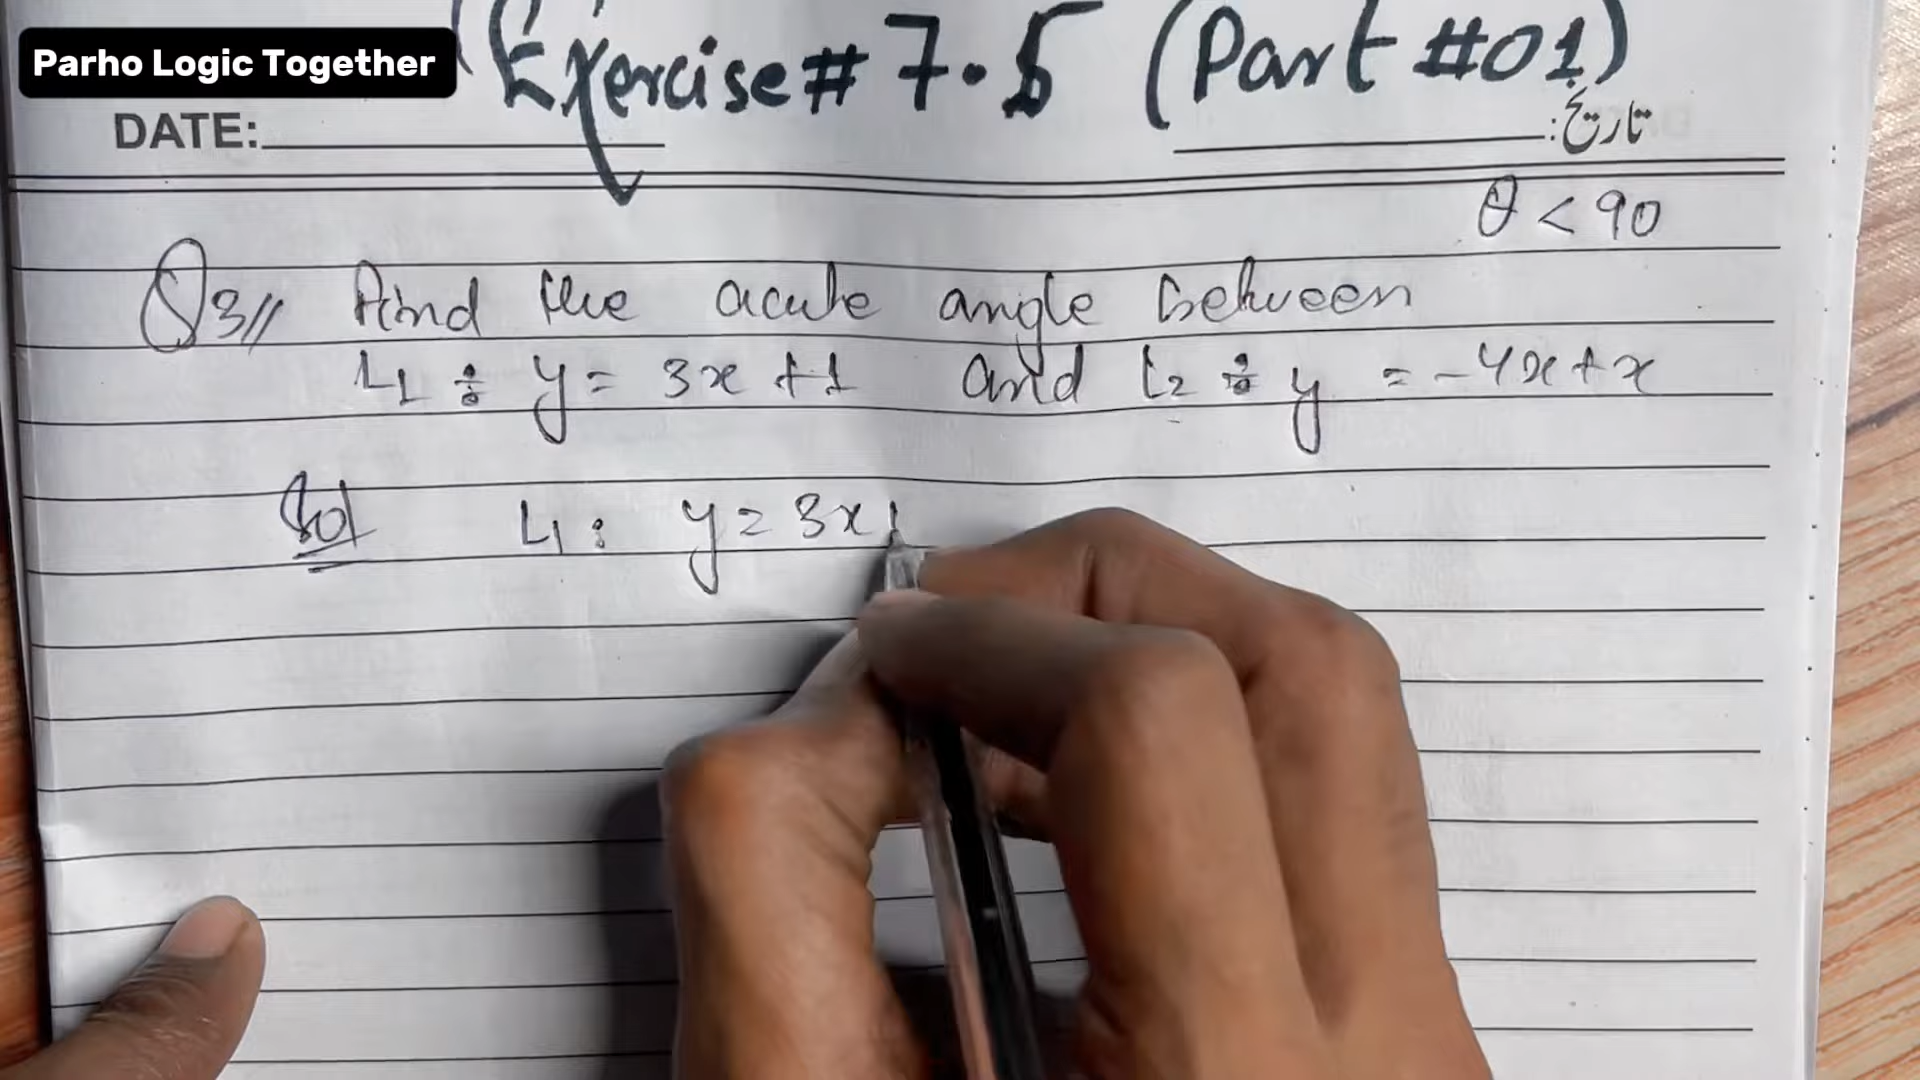 Parho Logic Together
Exercise# 7.5 (Part #01)
DATE: تاریخ:
θ < 90
Q3// Find the acute angle between
L1 : y = 3x +1 and L2 : y = -4x + x
Sol L1 : y = 3x